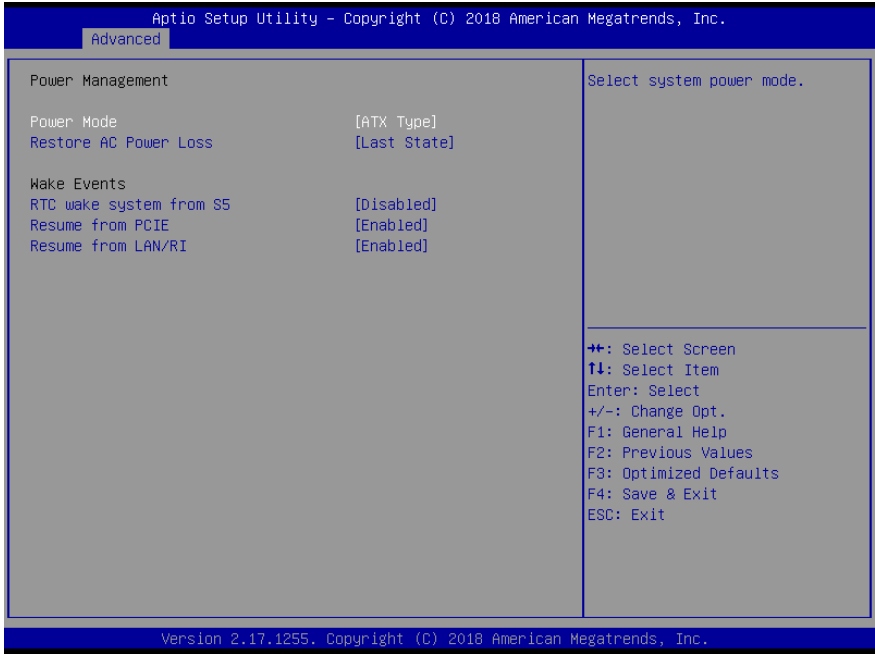 Aptio Setup Utility – Copyright (C) 2018 American Megatrends, Inc.
Advanced
Power Management
Power Mode [ATX Type]
Restore AC Power Loss [Last State]
Wake Events
RTC wake system from S5 [Disabled]
Resume from PCIE [Enabled]
Resume from LAN/RI [Enabled]
Select system power mode.
→←: Select Screen
↑↓: Select Item
Enter: Select
+/-: Change Opt.
F1: General Help
F2: Previous Values
F3: Optimized Defaults
F4: Save & Exit
ESC: Exit
Version 2.17.1255. Copyright (C) 2018 American Megatrends, Inc.